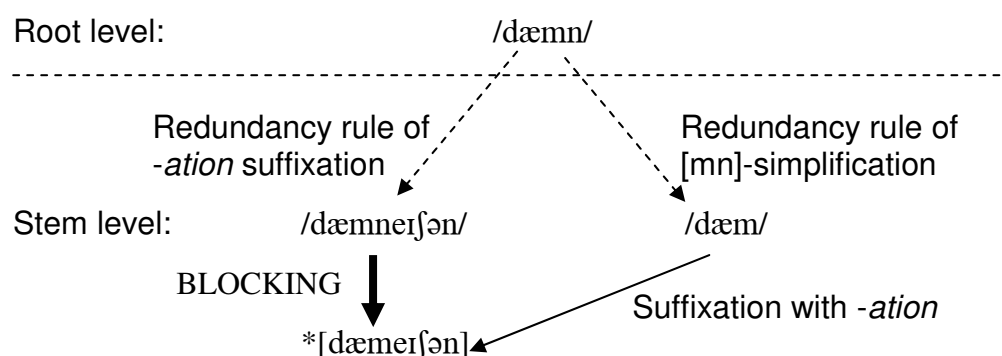 Root level: /dæmn/
Redundancy rule of Redundancy rule of
-ation suffixation [mn]-simplification
Stem level: /dæmneɪʃən/ /dæm/
BLOCKING
Suffixation with -ation
*[dæmeɪʃən]